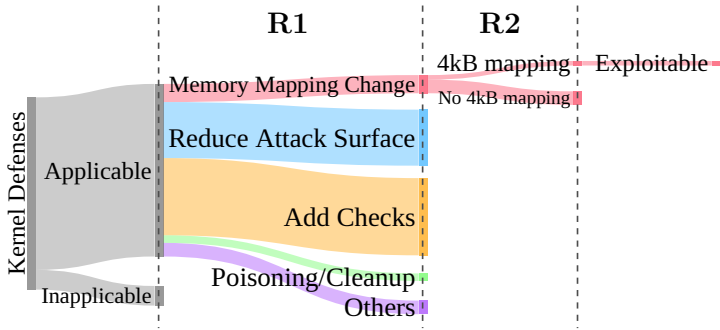 R1
R2
4kB mapping
Exploitable
Memory Mapping Change
No 4kB mapping
Reduce Attack Surface
Kernel Defenses
Applicable
Add Checks
Poisoning/Cleanup
Inapplicable
Others